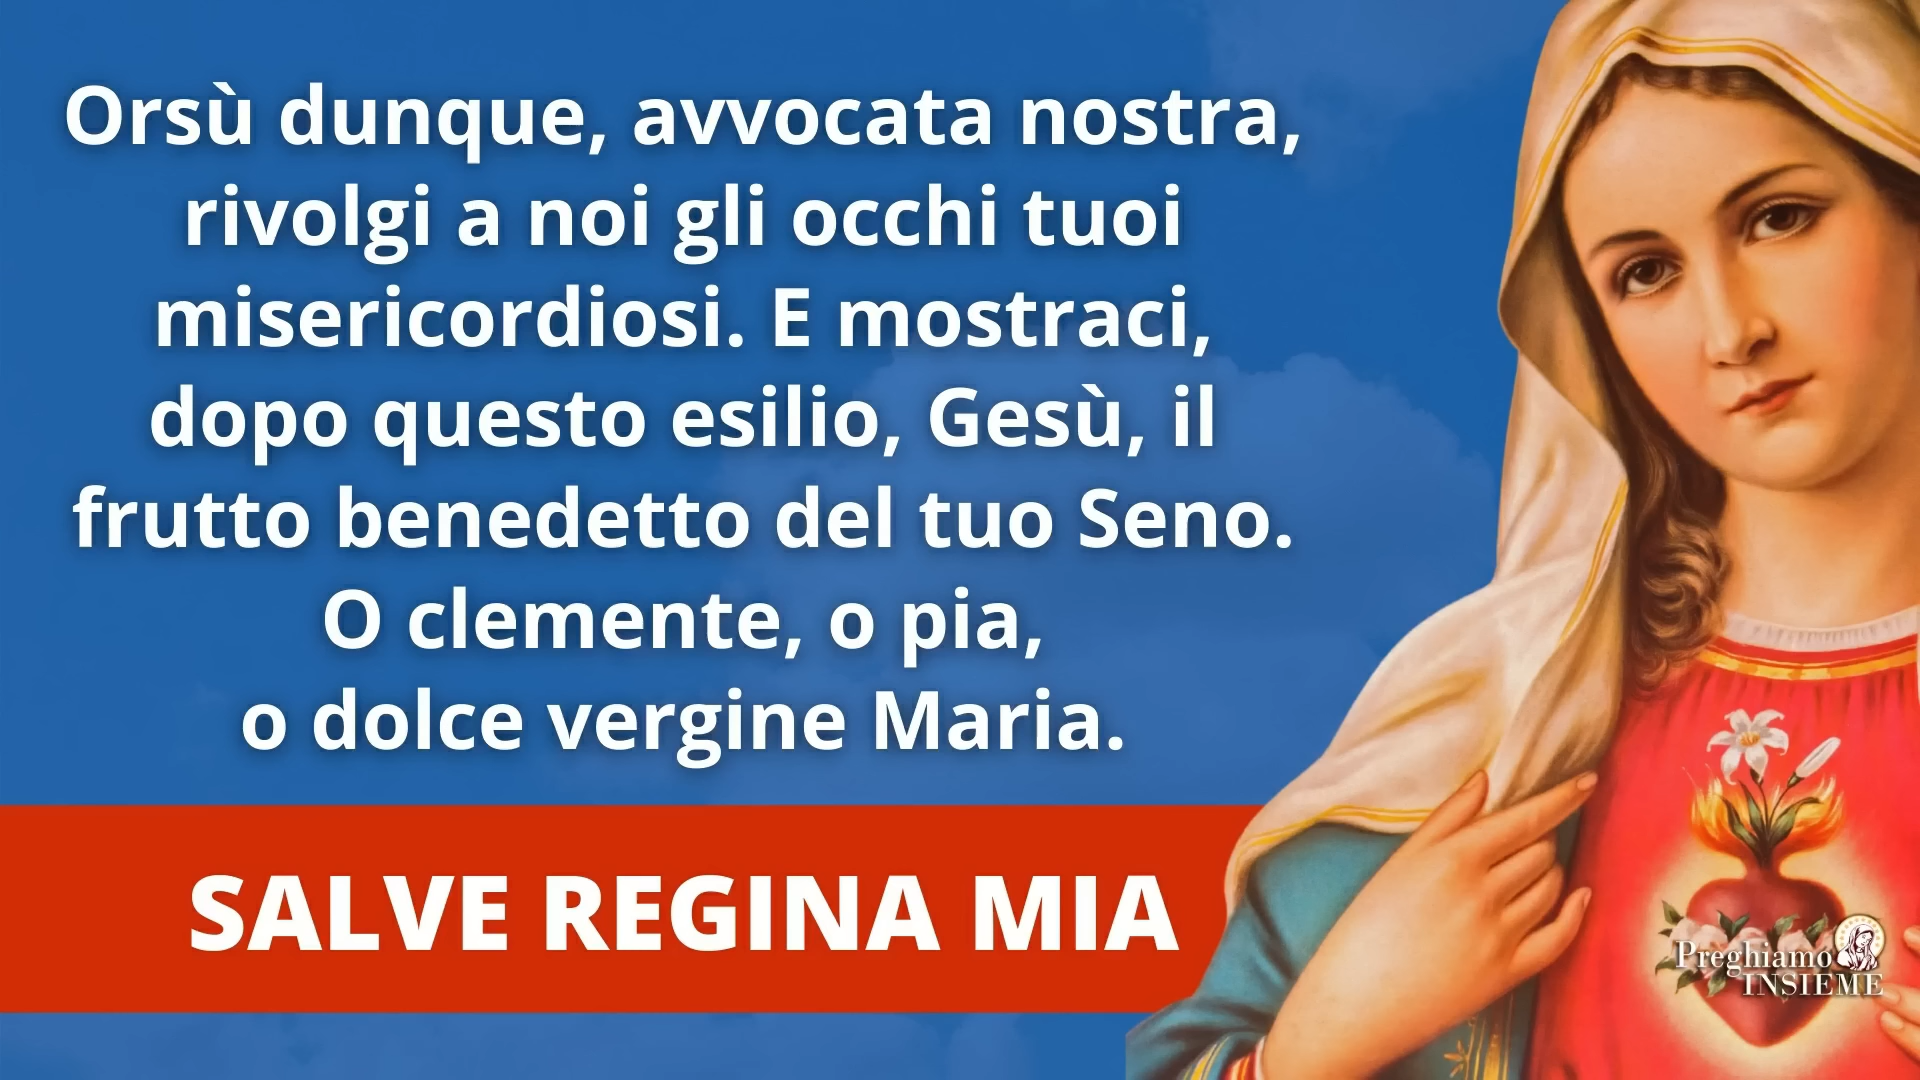 Orsù dunque, avvocata nostra,
rivolgi a noi gli occhi tuoi
misericordiosi. E mostraci,
dopo questo esilio, Gesù, il
frutto benedetto del tuo Seno.
O clemente, o pia,
o dolce vergine Maria.
SALVE REGINA MIA
Preghiamo
INSIEME